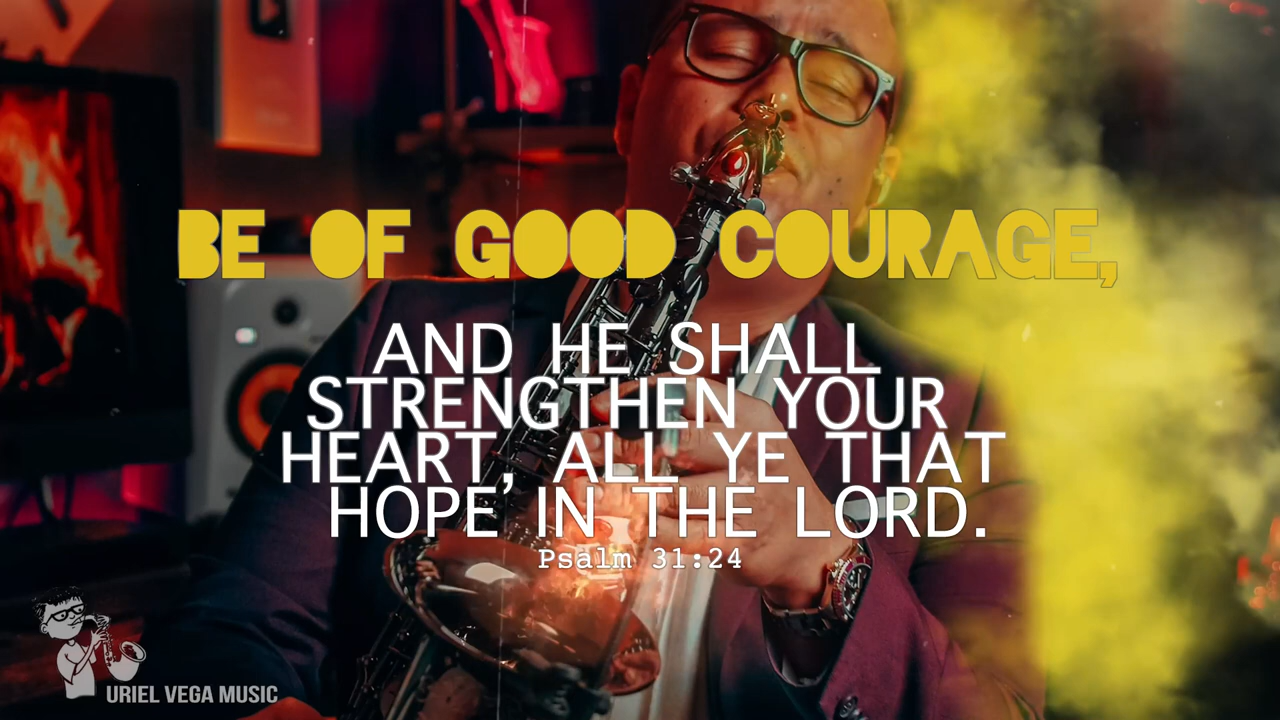 BE OF GOOD COURAGE,
AND HE SHALL
STRENGTHEN YOUR
HEART, ALL YE THAT
HOPE IN THE LORD.
Psalm 31:24
URIEL VEGA MUSIC